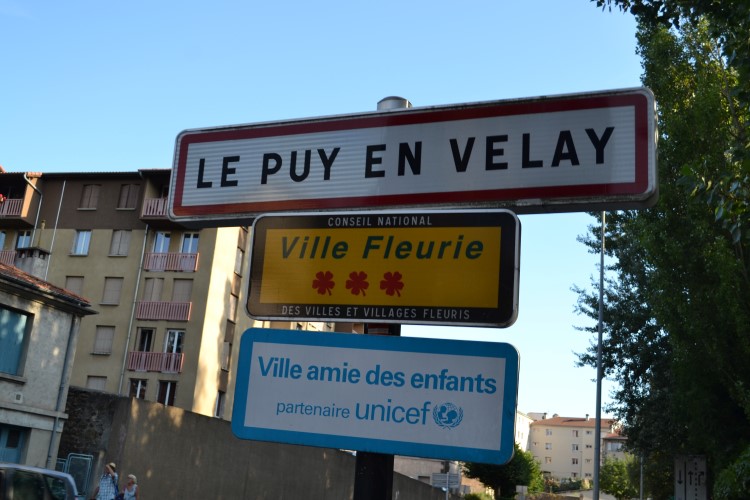 LE PUY EN VELAY
CONSEIL NATIONAL
Ville Fleurie
DES VILLES ET VILLAGES FLEURIS
Ville amie des enfants
partenaire unicef